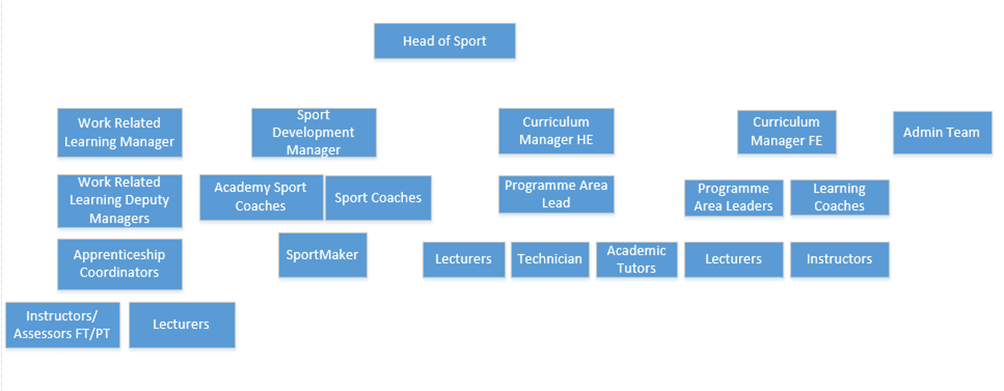 Head of Sport
Work Related
Learning Manager
Sport
Development
Manager
Curriculum
Manager HE
Curriculum
Manager FE
Admin Team
Work Related
Learning Deputy
Managers
Academy Sport
Coaches
Sport Coaches
Programme Area
Lead
Programme
Area Leaders
Learning
Coaches
Apprenticeship
Coordinators
SportMaker
Lecturers
Technician
Academic
Tutors
Lecturers
Instructors
Instructors/
Assessors FT/PT
Lecturers